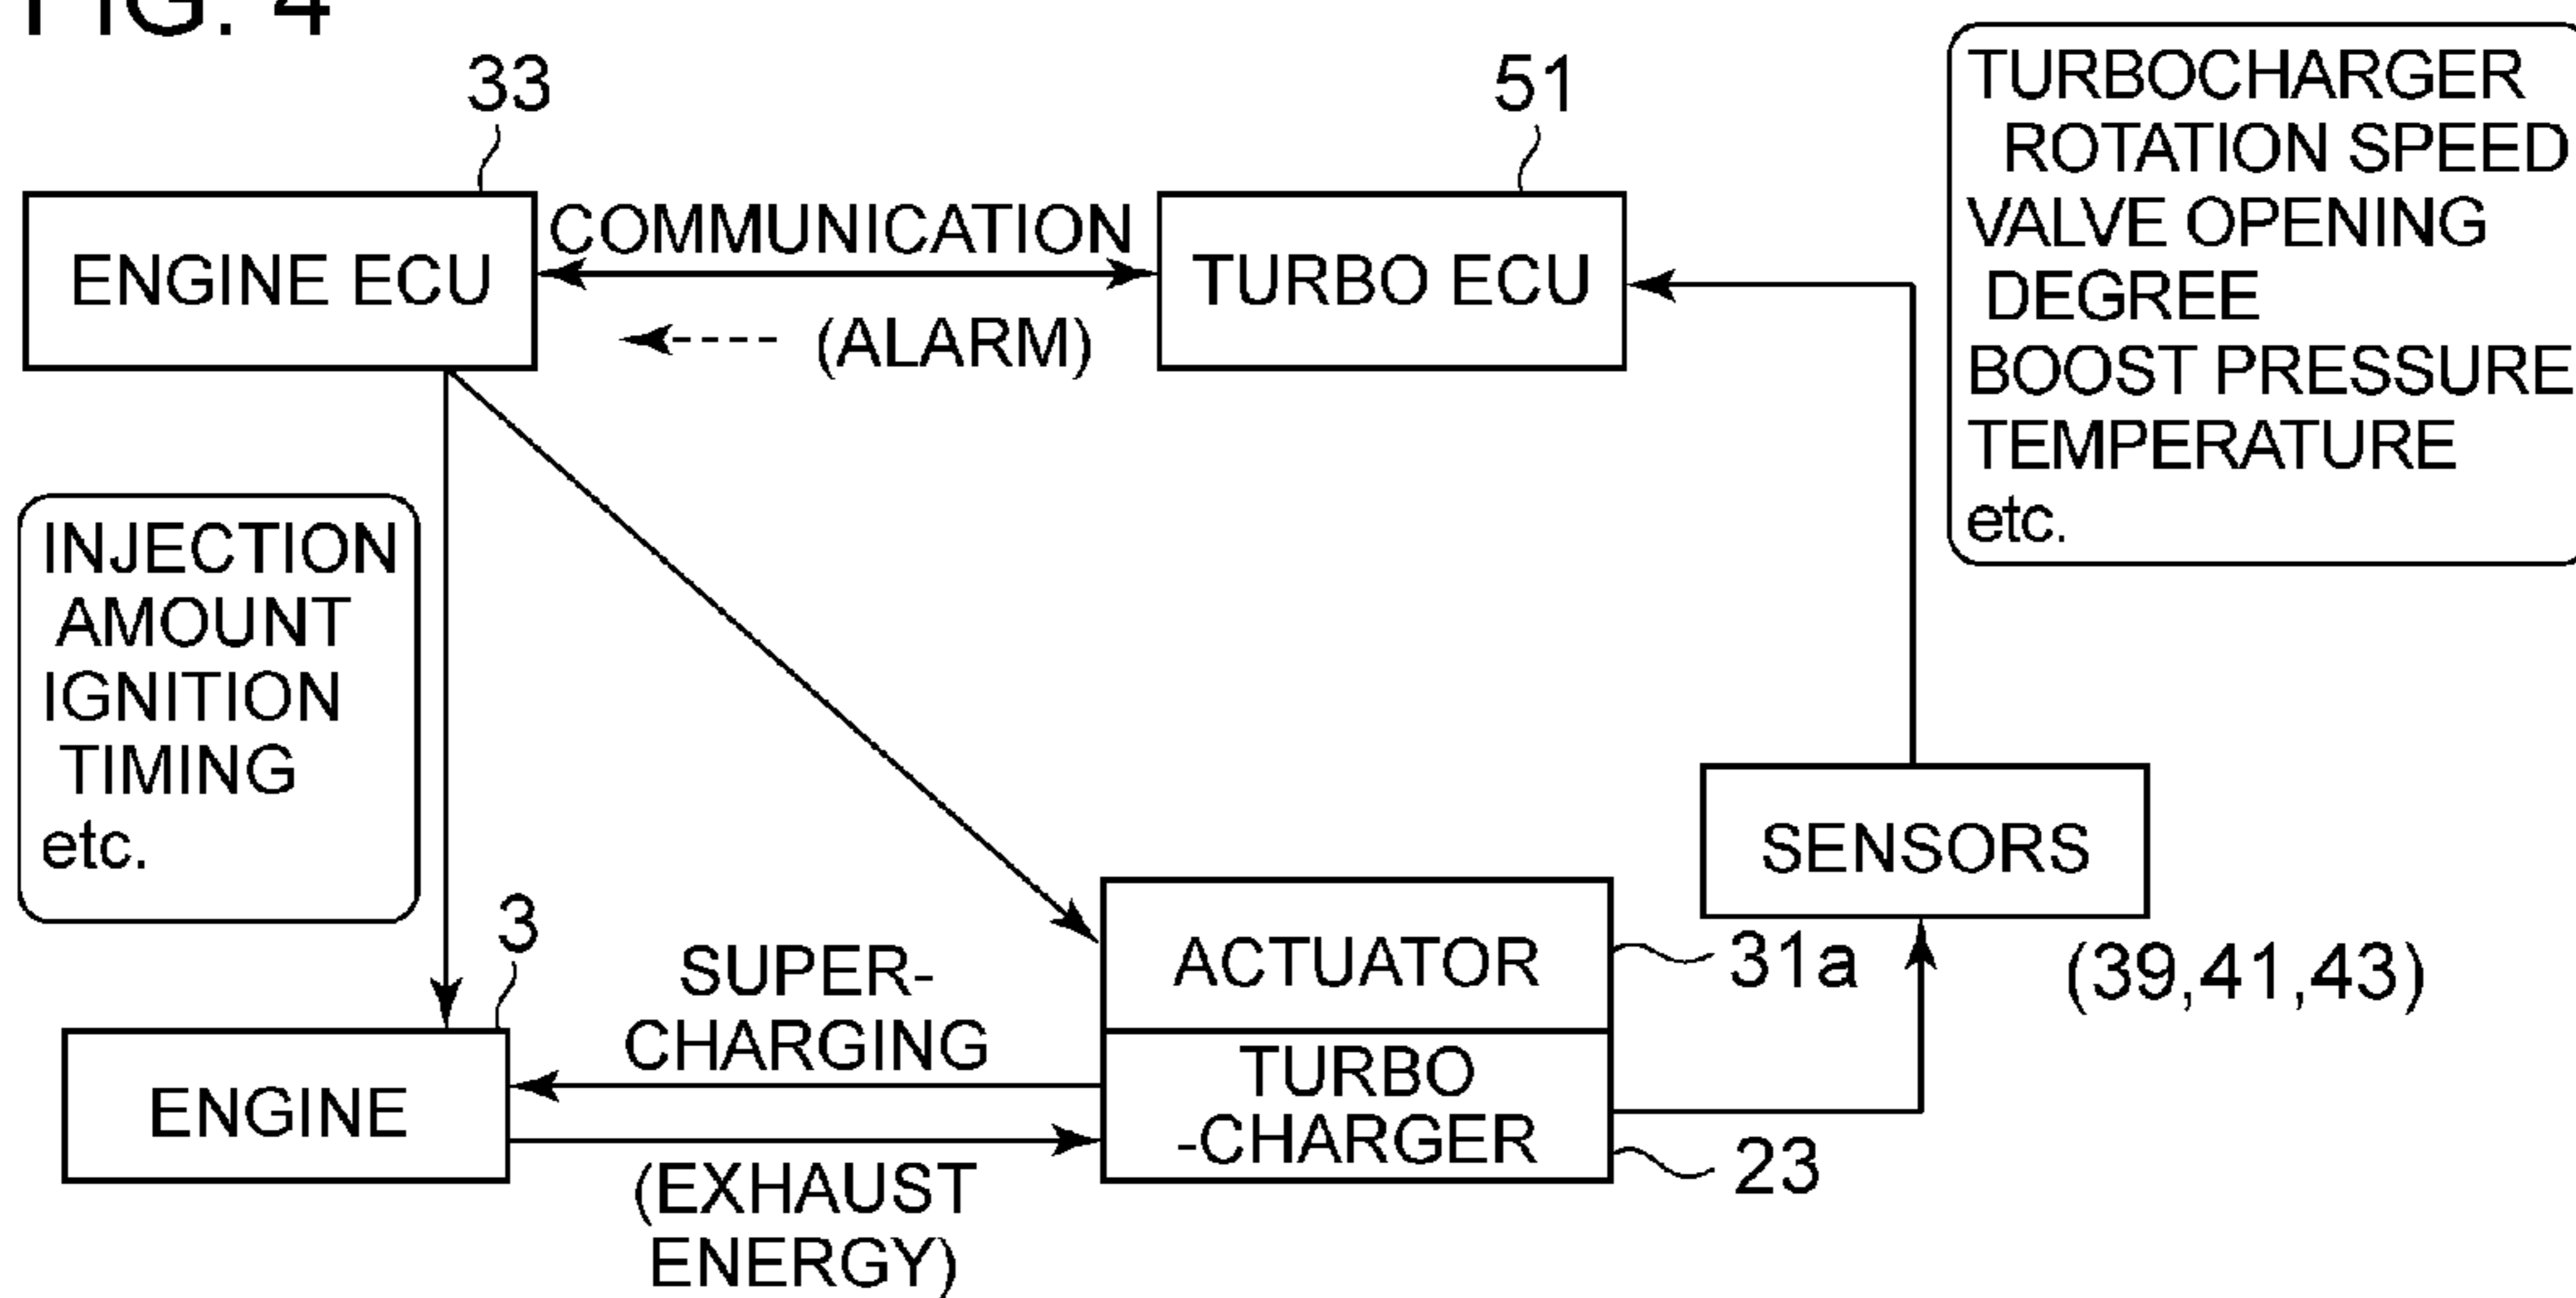 FIG. 4
33
51
ENGINE ECU
COMMUNICATION
(ALARM)
TURBO ECU
TURBOCHARGER
ROTATION SPEED
VALVE OPENING
DEGREE
BOOST PRESSURE
TEMPERATURE
etc.
INJECTION
AMOUNT
IGNITION
TIMING
etc.
SENSORS
(39,41,43)
3
ENGINE
SUPER-
CHARGING
(EXHAUST
ENERGY)
ACTUATOR
31a
TURBO
-CHARGER
23